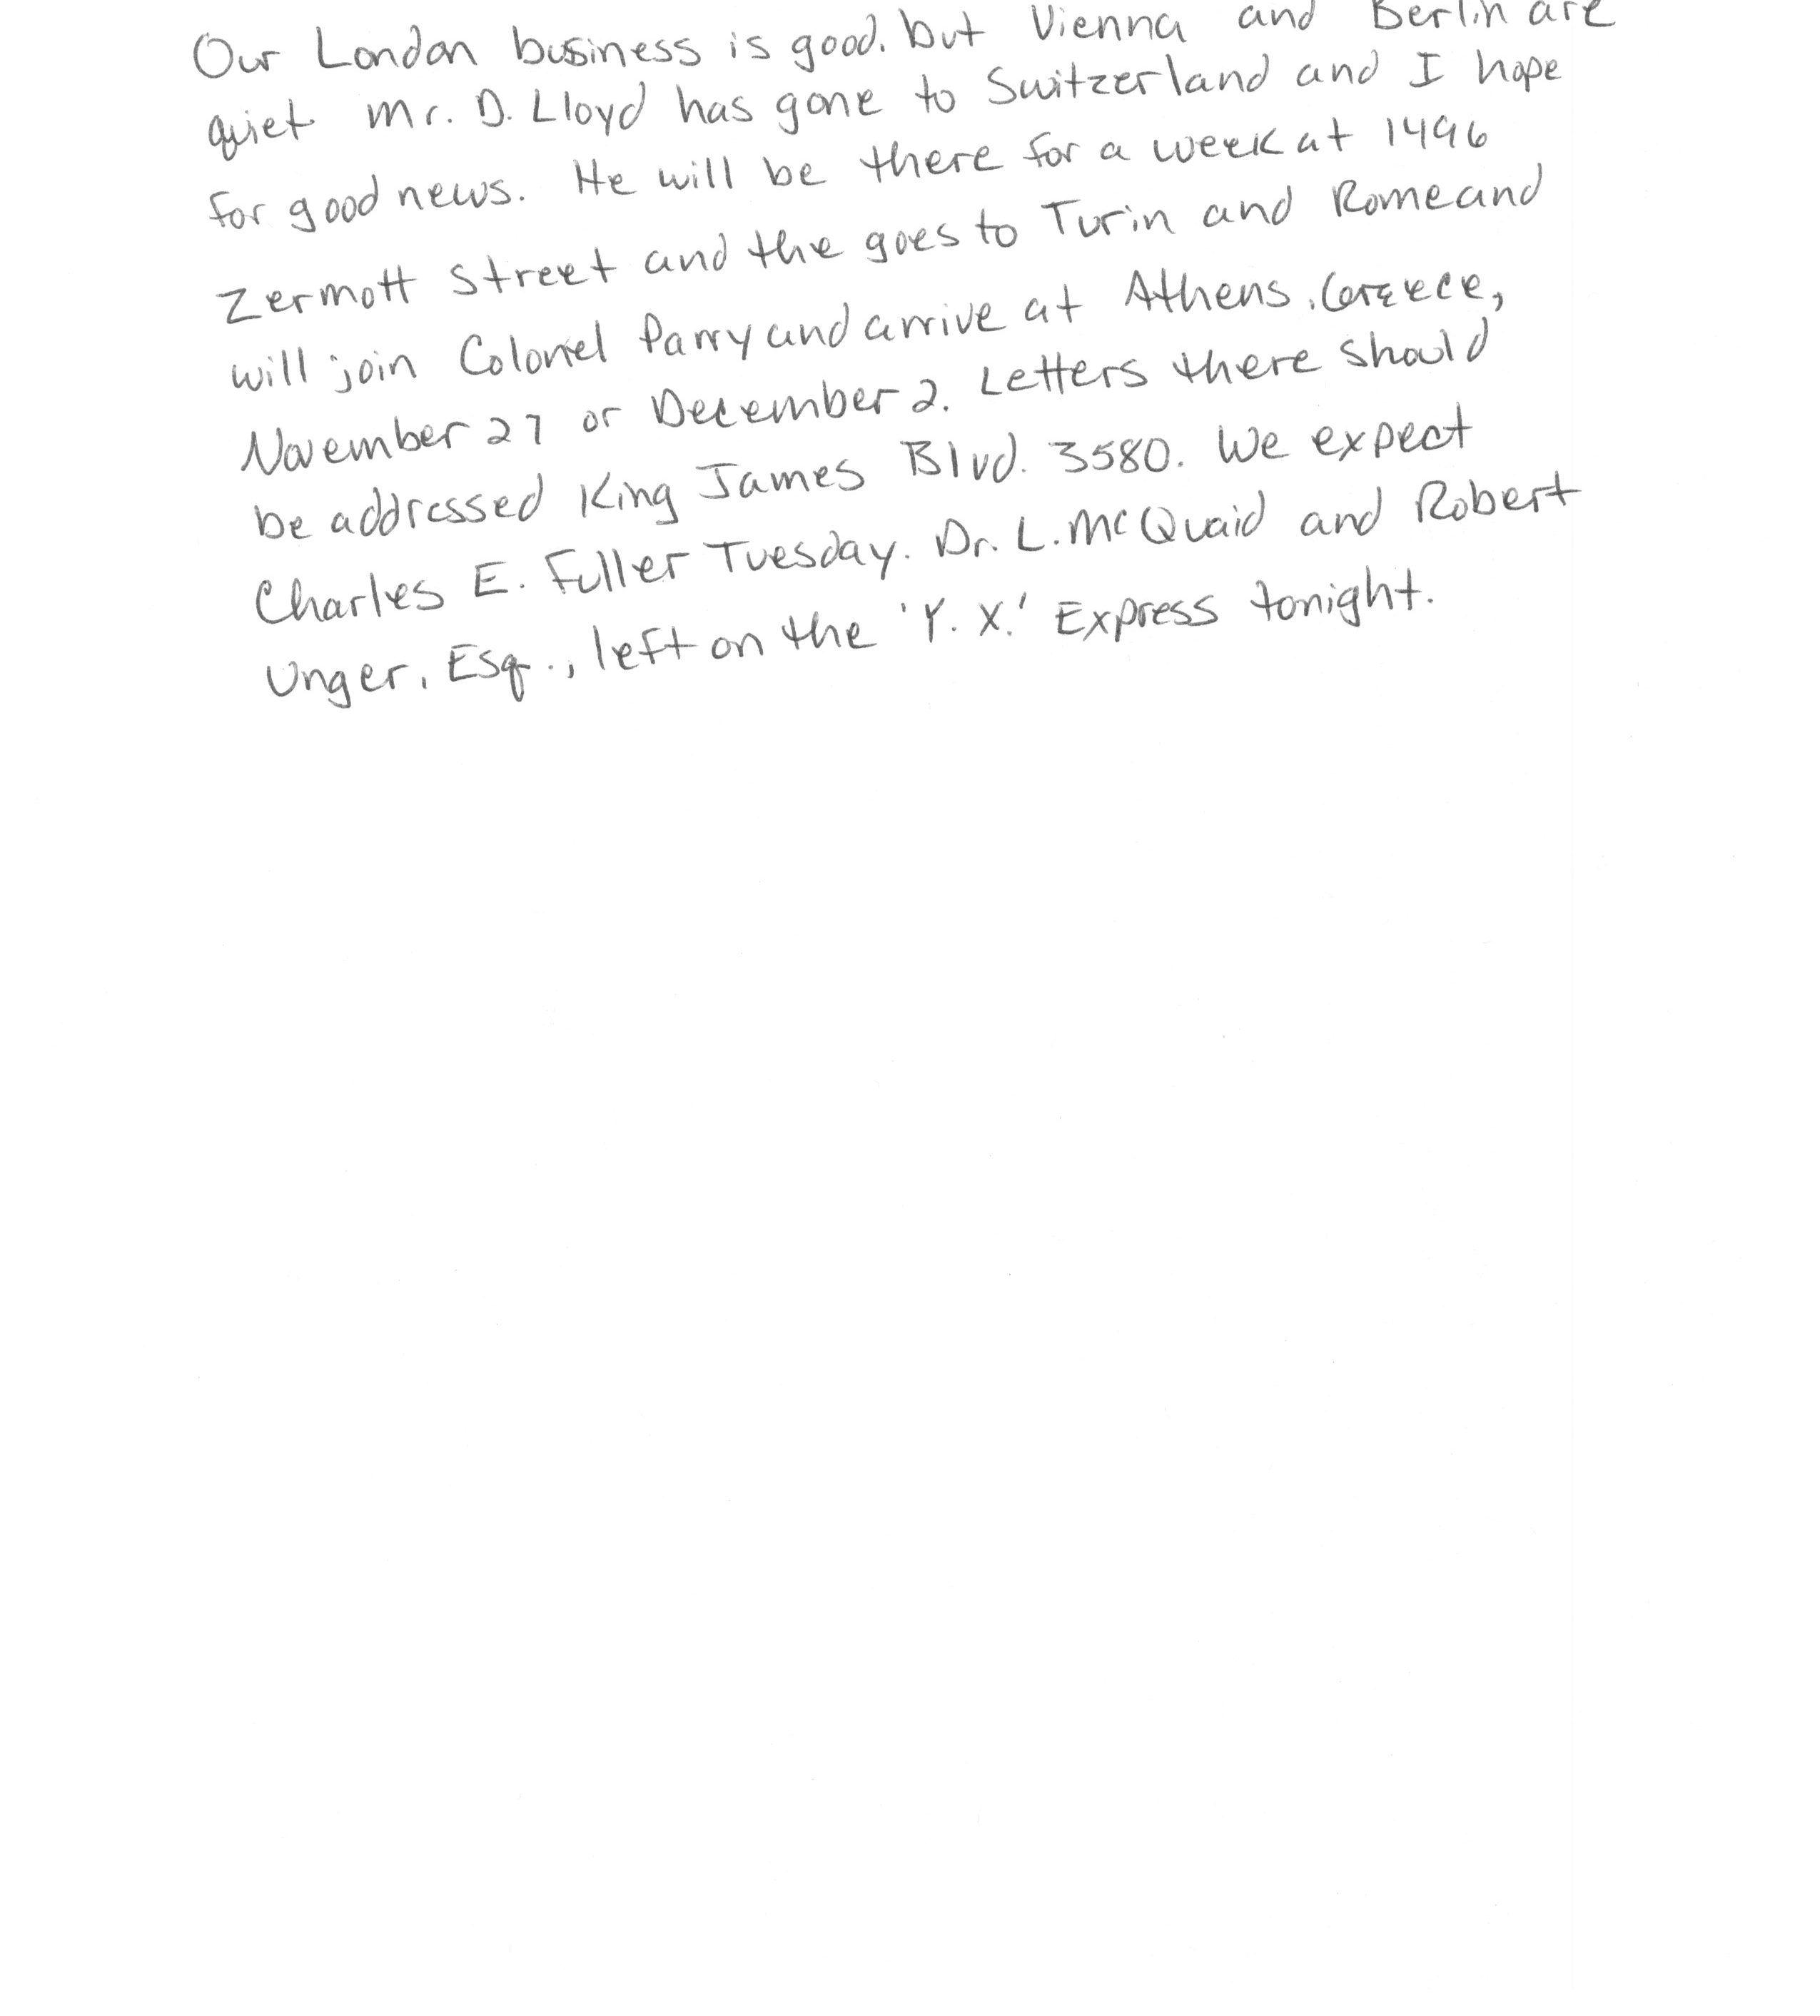 Our London business is good. but Vienna and Berlin are
quiet. Mr. D. Lloyd has gone to Switzerland and I hope
for good news. He will be there for a week at 1496
Zermott Street and the goes to Turin and Rome and
will join Colonel Parry and arrive at Athens. Greece,
November 27 or December 2. Letters there should
be addressed King James Blvd. 3580. We expect
Charles E. Fuller Tuesday. Dr. L. McQuaid and Robert
Unger. Esq., left on the 'Y. X.' Express tonight.